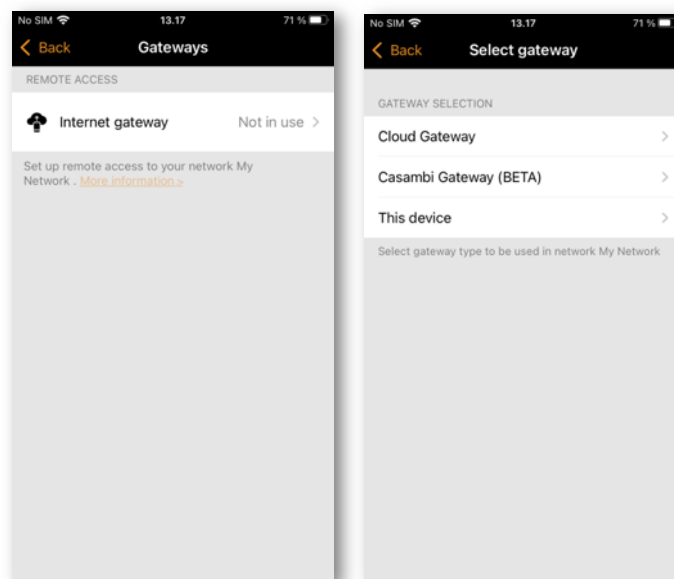 No SIM 13.17 71 %
Back Gateways
REMOTE ACCESS
Internet gateway Not in use
Set up remote access to your network My
Network . More information >
No SIM 13.17 71 %
Back Select gateway
GATEWAY SELECTION
Cloud Gateway
Casambi Gateway (BETA)
This device
Select gateway type to be used in network My Network